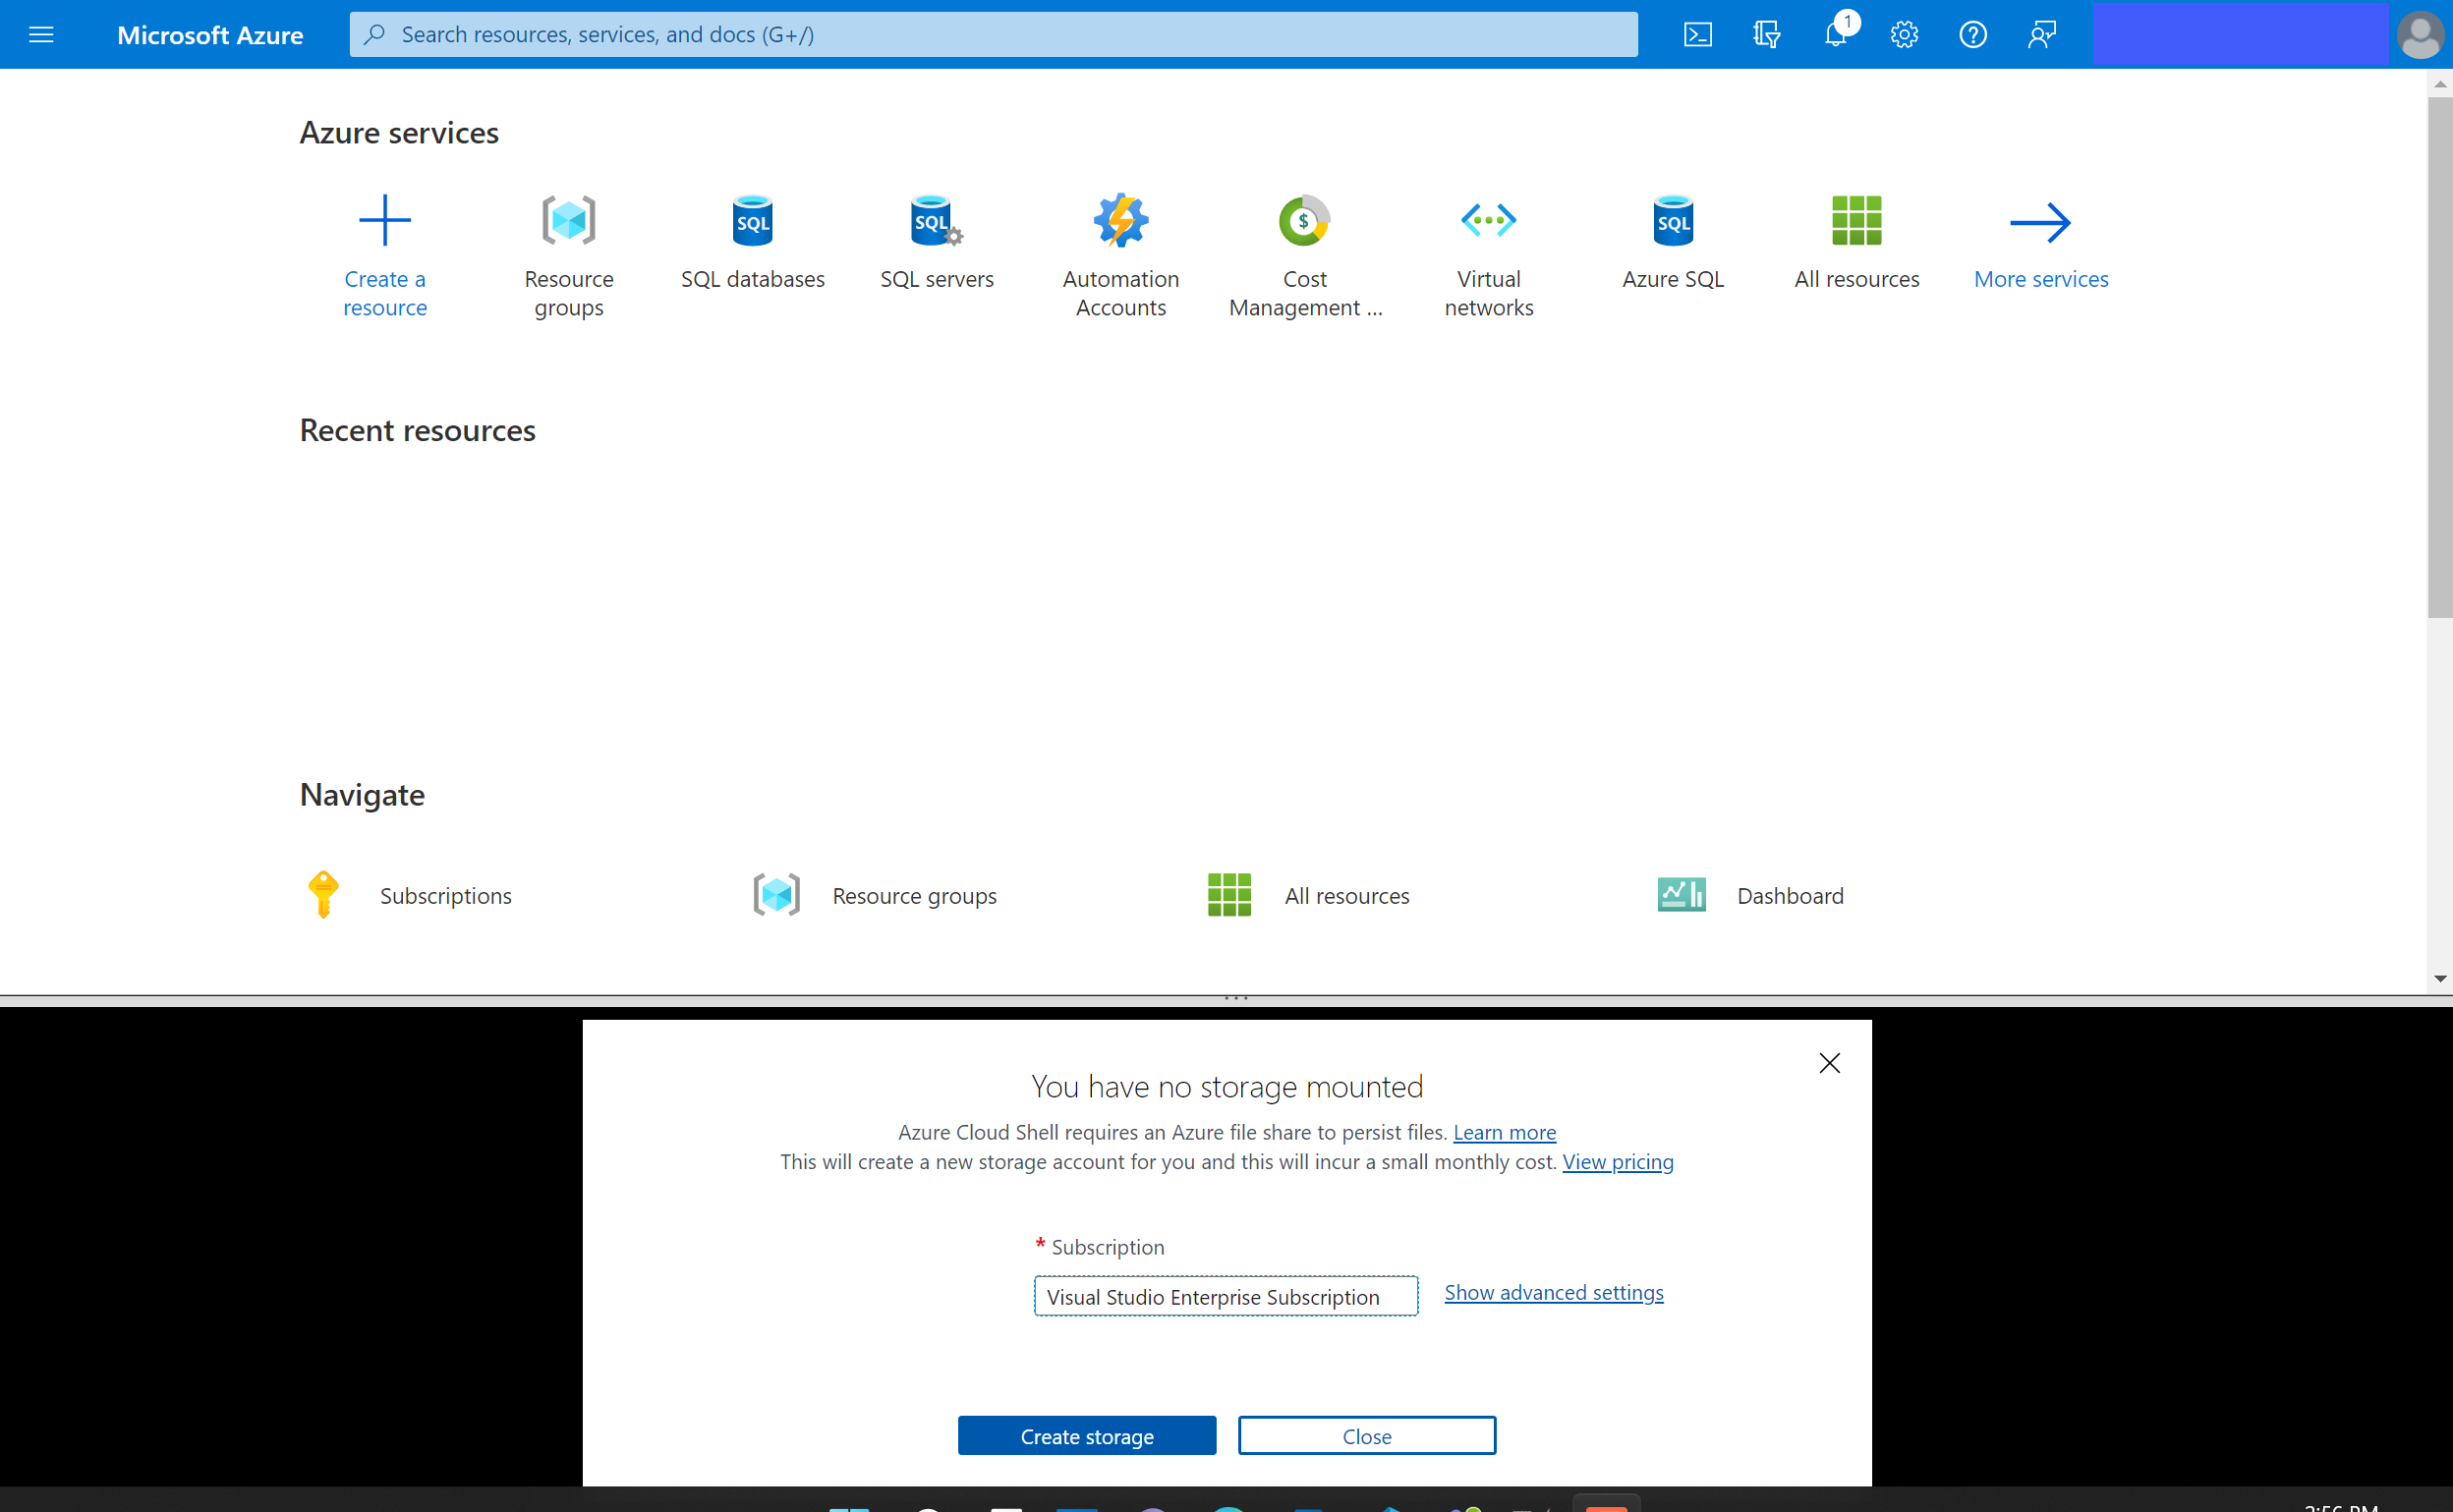 Microsoft Azure
Search resources, services, and docs (G+/)
1
Azure services
Create a
resource
Resource
groups
SQL
SQL databases
SQL
SQL servers
Automation
Accounts
$
Cost
Management ...
Virtual
networks
SQL
Azure SQL
All resources
More services
Recent resources
Navigate
Subscriptions
Resource groups
All resources
Dashboard
You have no storage mounted
Azure Cloud Shell requires an Azure file share to persist files. Learn more
This will create a new storage account for you and this will incur a small monthly cost. View pricing
* Subscription
Visual Studio Enterprise Subscription
Show advanced settings
Create storage
Close